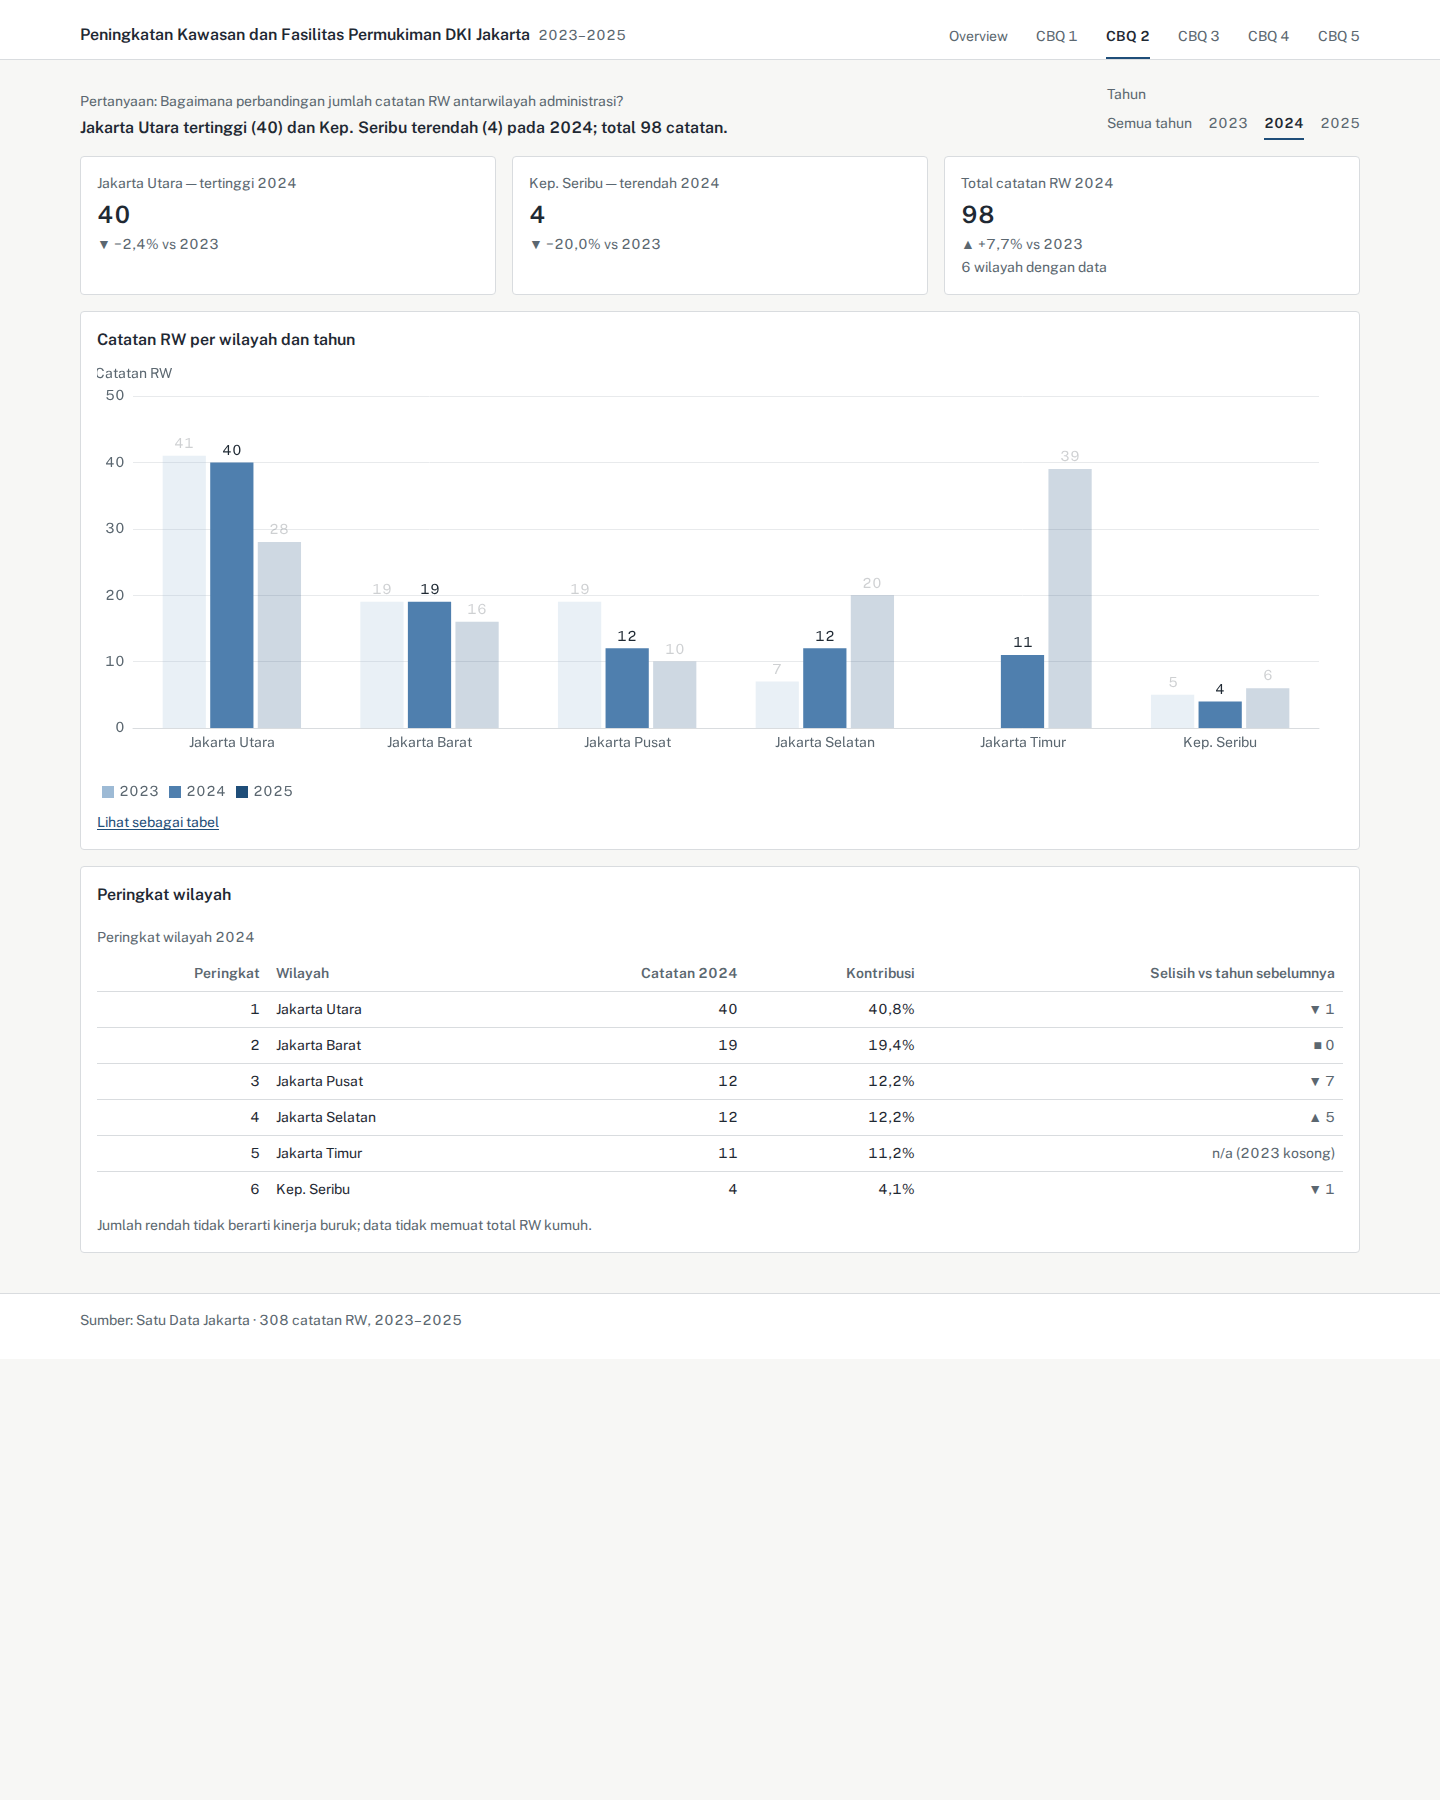 Peningkatan Kawasan dan Fasilitas Permukiman DKI Jakarta 2023–2025
Overview CBQ 1 CBQ 2 CBQ 3 CBQ 4 CBQ 5
Pertanyaan: Bagaimana perbandingan jumlah catatan RW antarwilayah administrasi?
Jakarta Utara tertinggi (40) dan Kep. Seribu terendah (4) pada 2024; total 98 catatan.
Tahun
Semua tahun 2023 2024 2025
Jakarta Utara — tertinggi 2024
40
▼ −2,4% vs 2023
Kep. Seribu — terendah 2024
4
▼ −20,0% vs 2023
Total catatan RW 2024
98
▲ +7,7% vs 2023
6 wilayah dengan data
Catatan RW per wilayah dan tahun
Catatan RW
50
40
30
20
10
0
41 40 28
19 19 16
19 12 10
7 12 20
11 39
5 4 6
Jakarta Utara Jakarta Barat Jakarta Pusat Jakarta Selatan Jakarta Timur Kep. Seribu
2023 2024 2025
Lihat sebagai tabel
Peringkat wilayah
Peringkat wilayah 2024
Peringkat Wilayah Catatan 2024 Kontribusi Selisih vs tahun sebelumnya
1 Jakarta Utara 40 40,8% ▼ 1
2 Jakarta Barat 19 19,4% ■ 0
3 Jakarta Pusat 12 12,2% ▼ 7
4 Jakarta Selatan 12 12,2% ▲ 5
5 Jakarta Timur 11 11,2% n/a (2023 kosong)
6 Kep. Seribu 4 4,1% ▼ 1
Jumlah rendah tidak berarti kinerja buruk; data tidak memuat total RW kumuh.
Sumber: Satu Data Jakarta · 308 catatan RW, 2023–2025